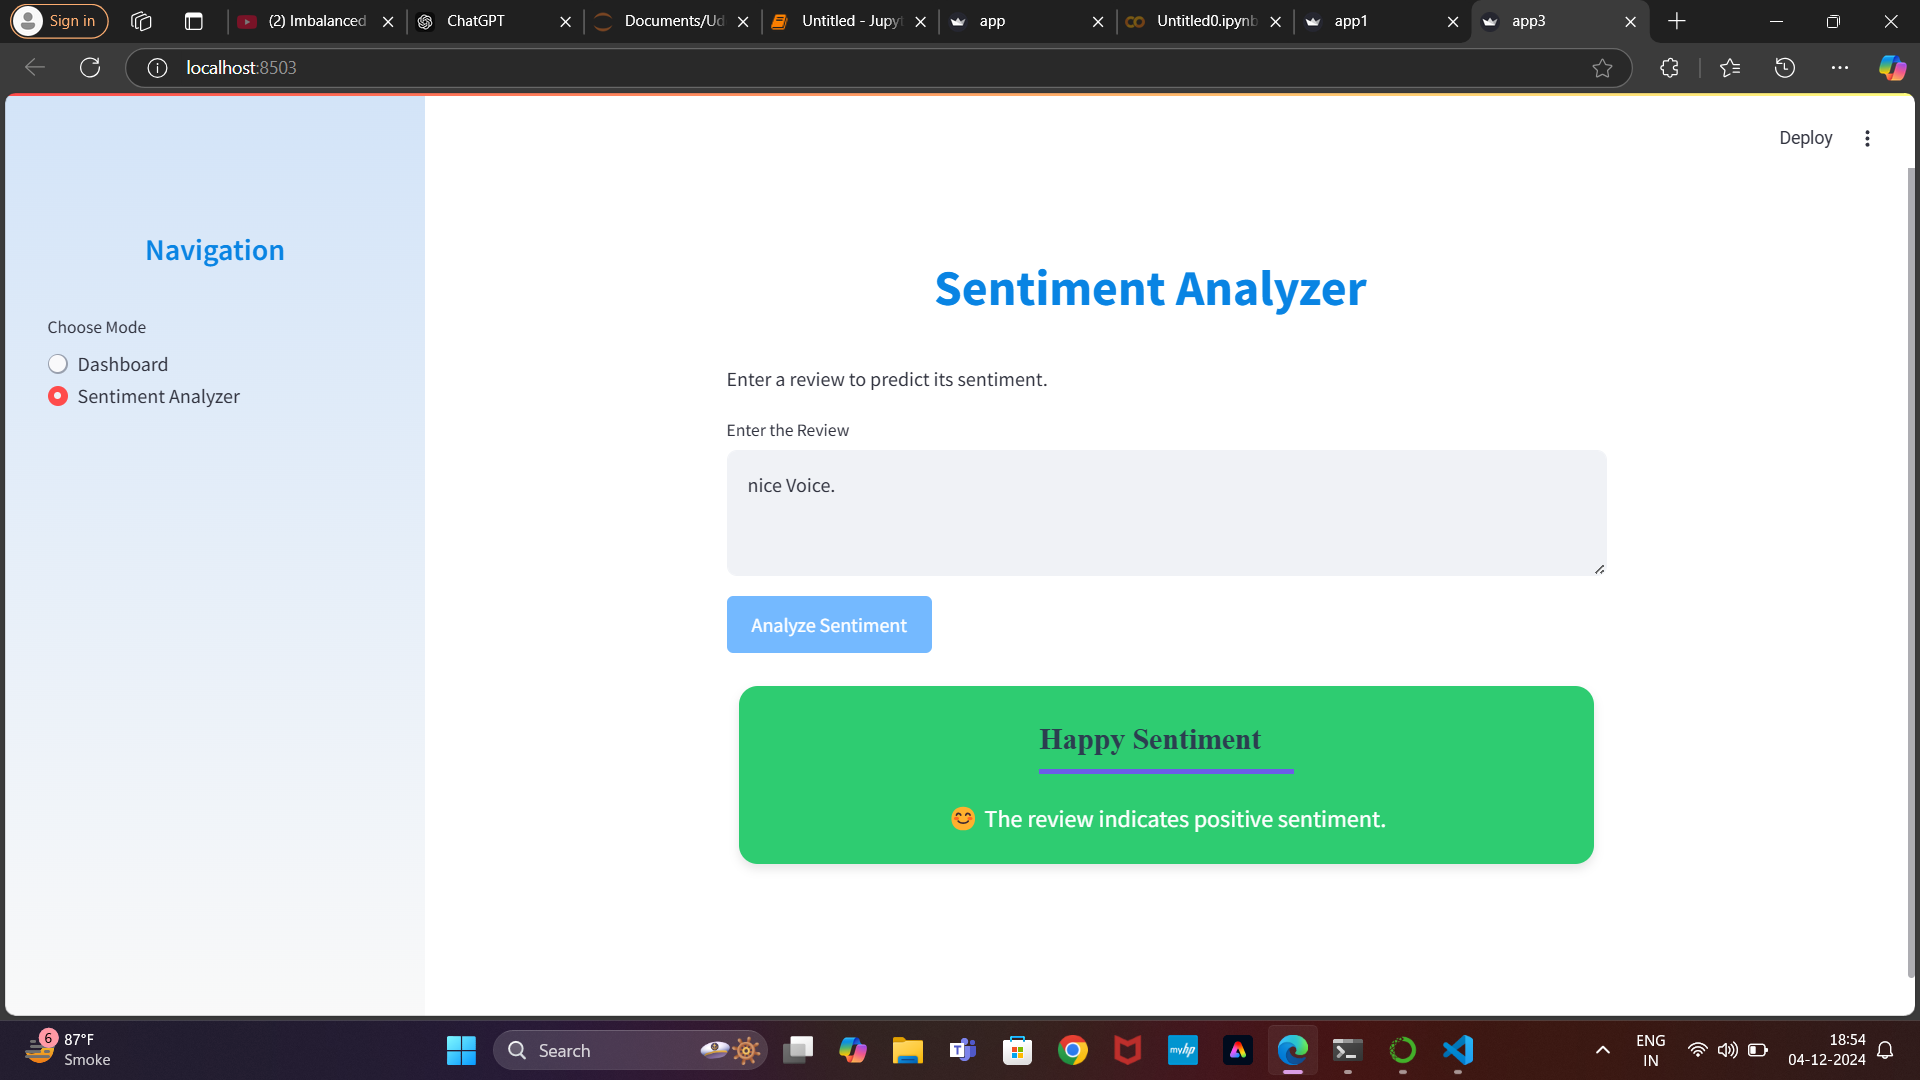 Sign in
(2) Imbalanced
ChatGPT
Documents/Ud
Untitled - Jupyt
app
Untitled0.ipynb
app1
app3
localhost:8503
Deploy
Navigation
Choose Mode
Dashboard
Sentiment Analyzer
Sentiment Analyzer
Enter a review to predict its sentiment.
Enter the Review
nice Voice.
Analyze Sentiment
Happy Sentiment
😊 The review indicates positive sentiment.
6
87°F
Smoke
Search
myhp
ENG
IN
18:54
04-12-2024